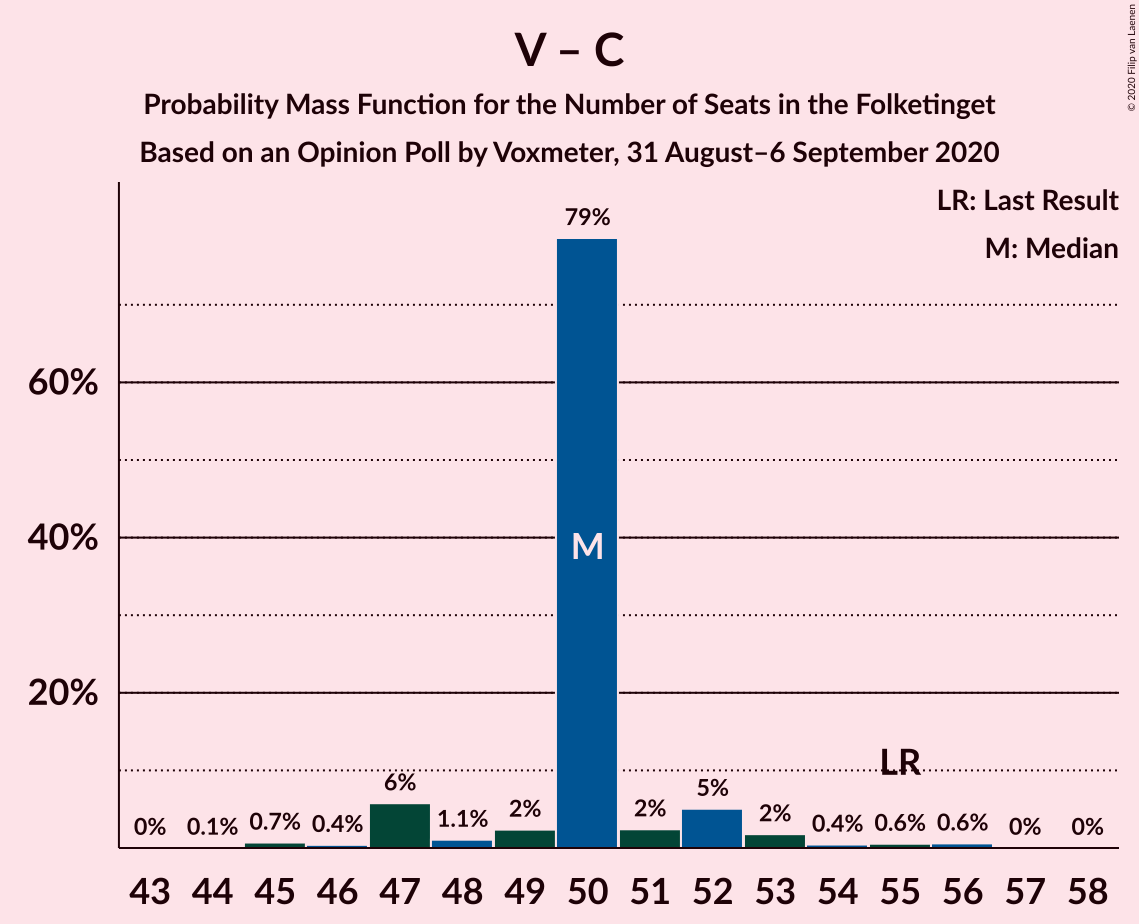 V – C
Probability Mass Function for the Number of Seats in the Folketinget
Based on an Opinion Poll by Voxmeter, 31 August–6 September 2020
© 2020 Filip van Laenen
LR: Last Result
M: Median
79%
60%
40%
M
20%
LR
0% 0.1% 0.7% 0.4% 6% 1.1% 2% 2% 5% 2% 0.4% 0.6% 0.6% 0% 0%
43 44 45 46 47 48 49 50 51 52 53 54 55 56 57 58